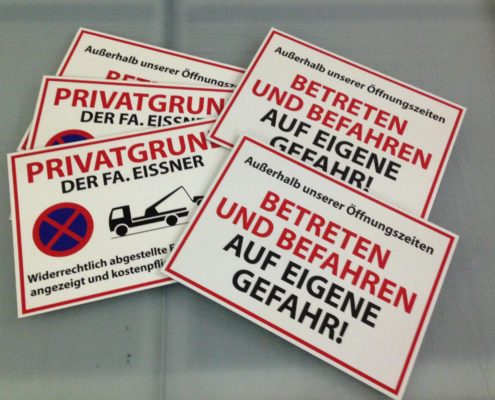 Außerhalb unserer Öffnungszeiten
PRIVATGRUN
DER FA. EISSNER
PRIVATGRUN
DER FA. EISSNER
Widerrechtlich abgestellte
angezeigt und
Außerhalb unserer Öffnungszeiten
BETRETEN
UND BEFAHREN
AUF EIGENE
GEFAHR!
Außerhalb unserer Öffnungszeiten
BETRETEN
UND BEFAHREN
AUF EIGENE
GEFAHR!